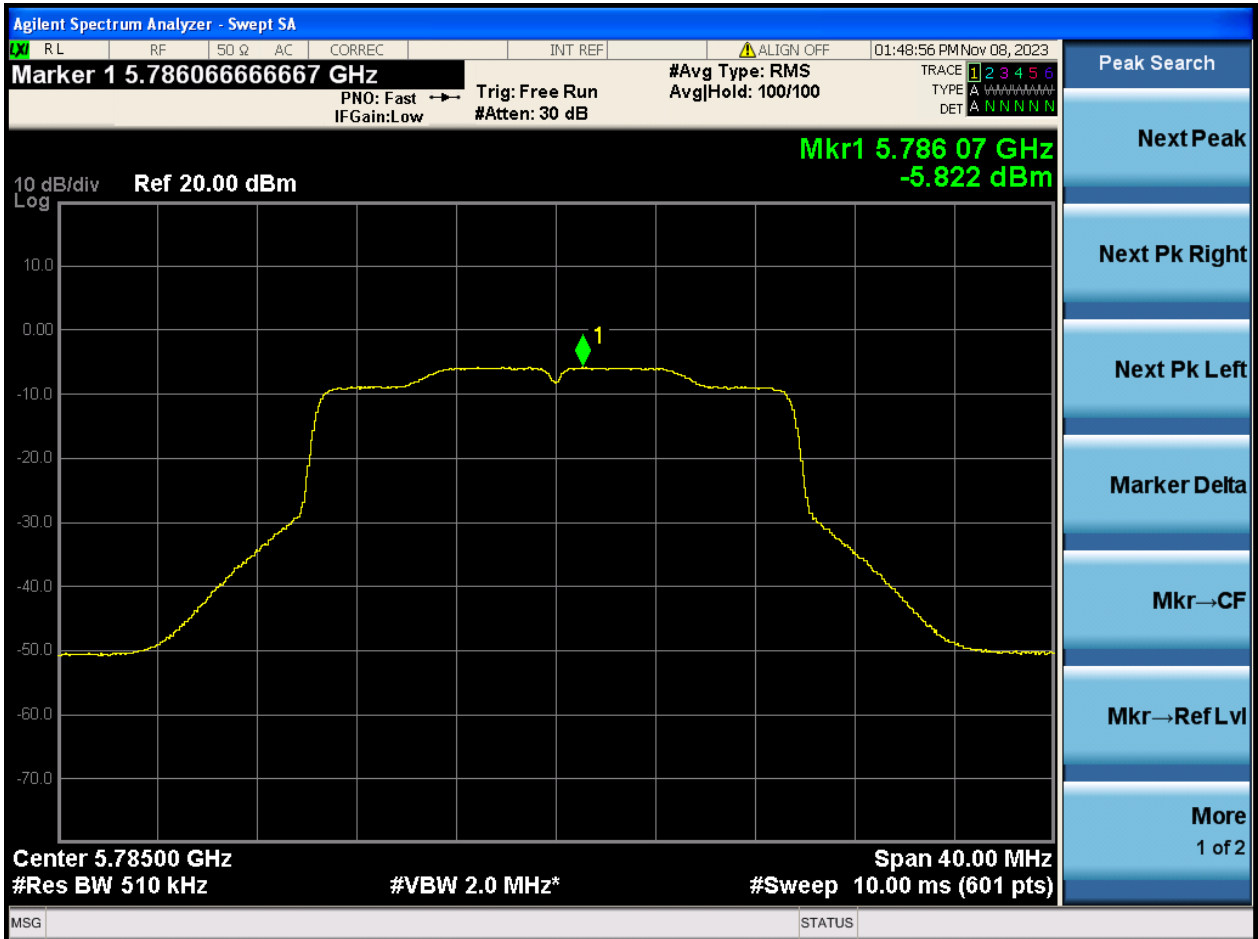 Agilent Spectrum Analyzer - Swept SA
LXI RL RF 50 Ω AC CORREC INT REF ALIGN OFF 01:48:56 PM Nov 08, 2023
Marker 1 5.786066666667 GHz
PNO: Fast
IFGain:Low
Trig: Free Run
#Atten: 30 dB
#Avg Type: RMS
Avg|Hold: 100/100
TRACE 1 2 3 4 5 6
TYPE A WWWWW
DET A N N N N N
Mkr1 5.786 07 GHz
-5.822 dBm
10 dB/div Ref 20.00 dBm
Log
10.0
0.00
-10.0
-20.0
-30.0
-40.0
-50.0
-60.0
-70.0
1
Center 5.78500 GHz Span 40.00 MHz
#Res BW 510 kHz #VBW 2.0 MHz* #Sweep 10.00 ms (601 pts)
MSG STATUS
Peak Search
Next Peak
Next Pk Right
Next Pk Left
Marker Delta
Mkr→CF
Mkr→Ref Lvl
More
1 of 2